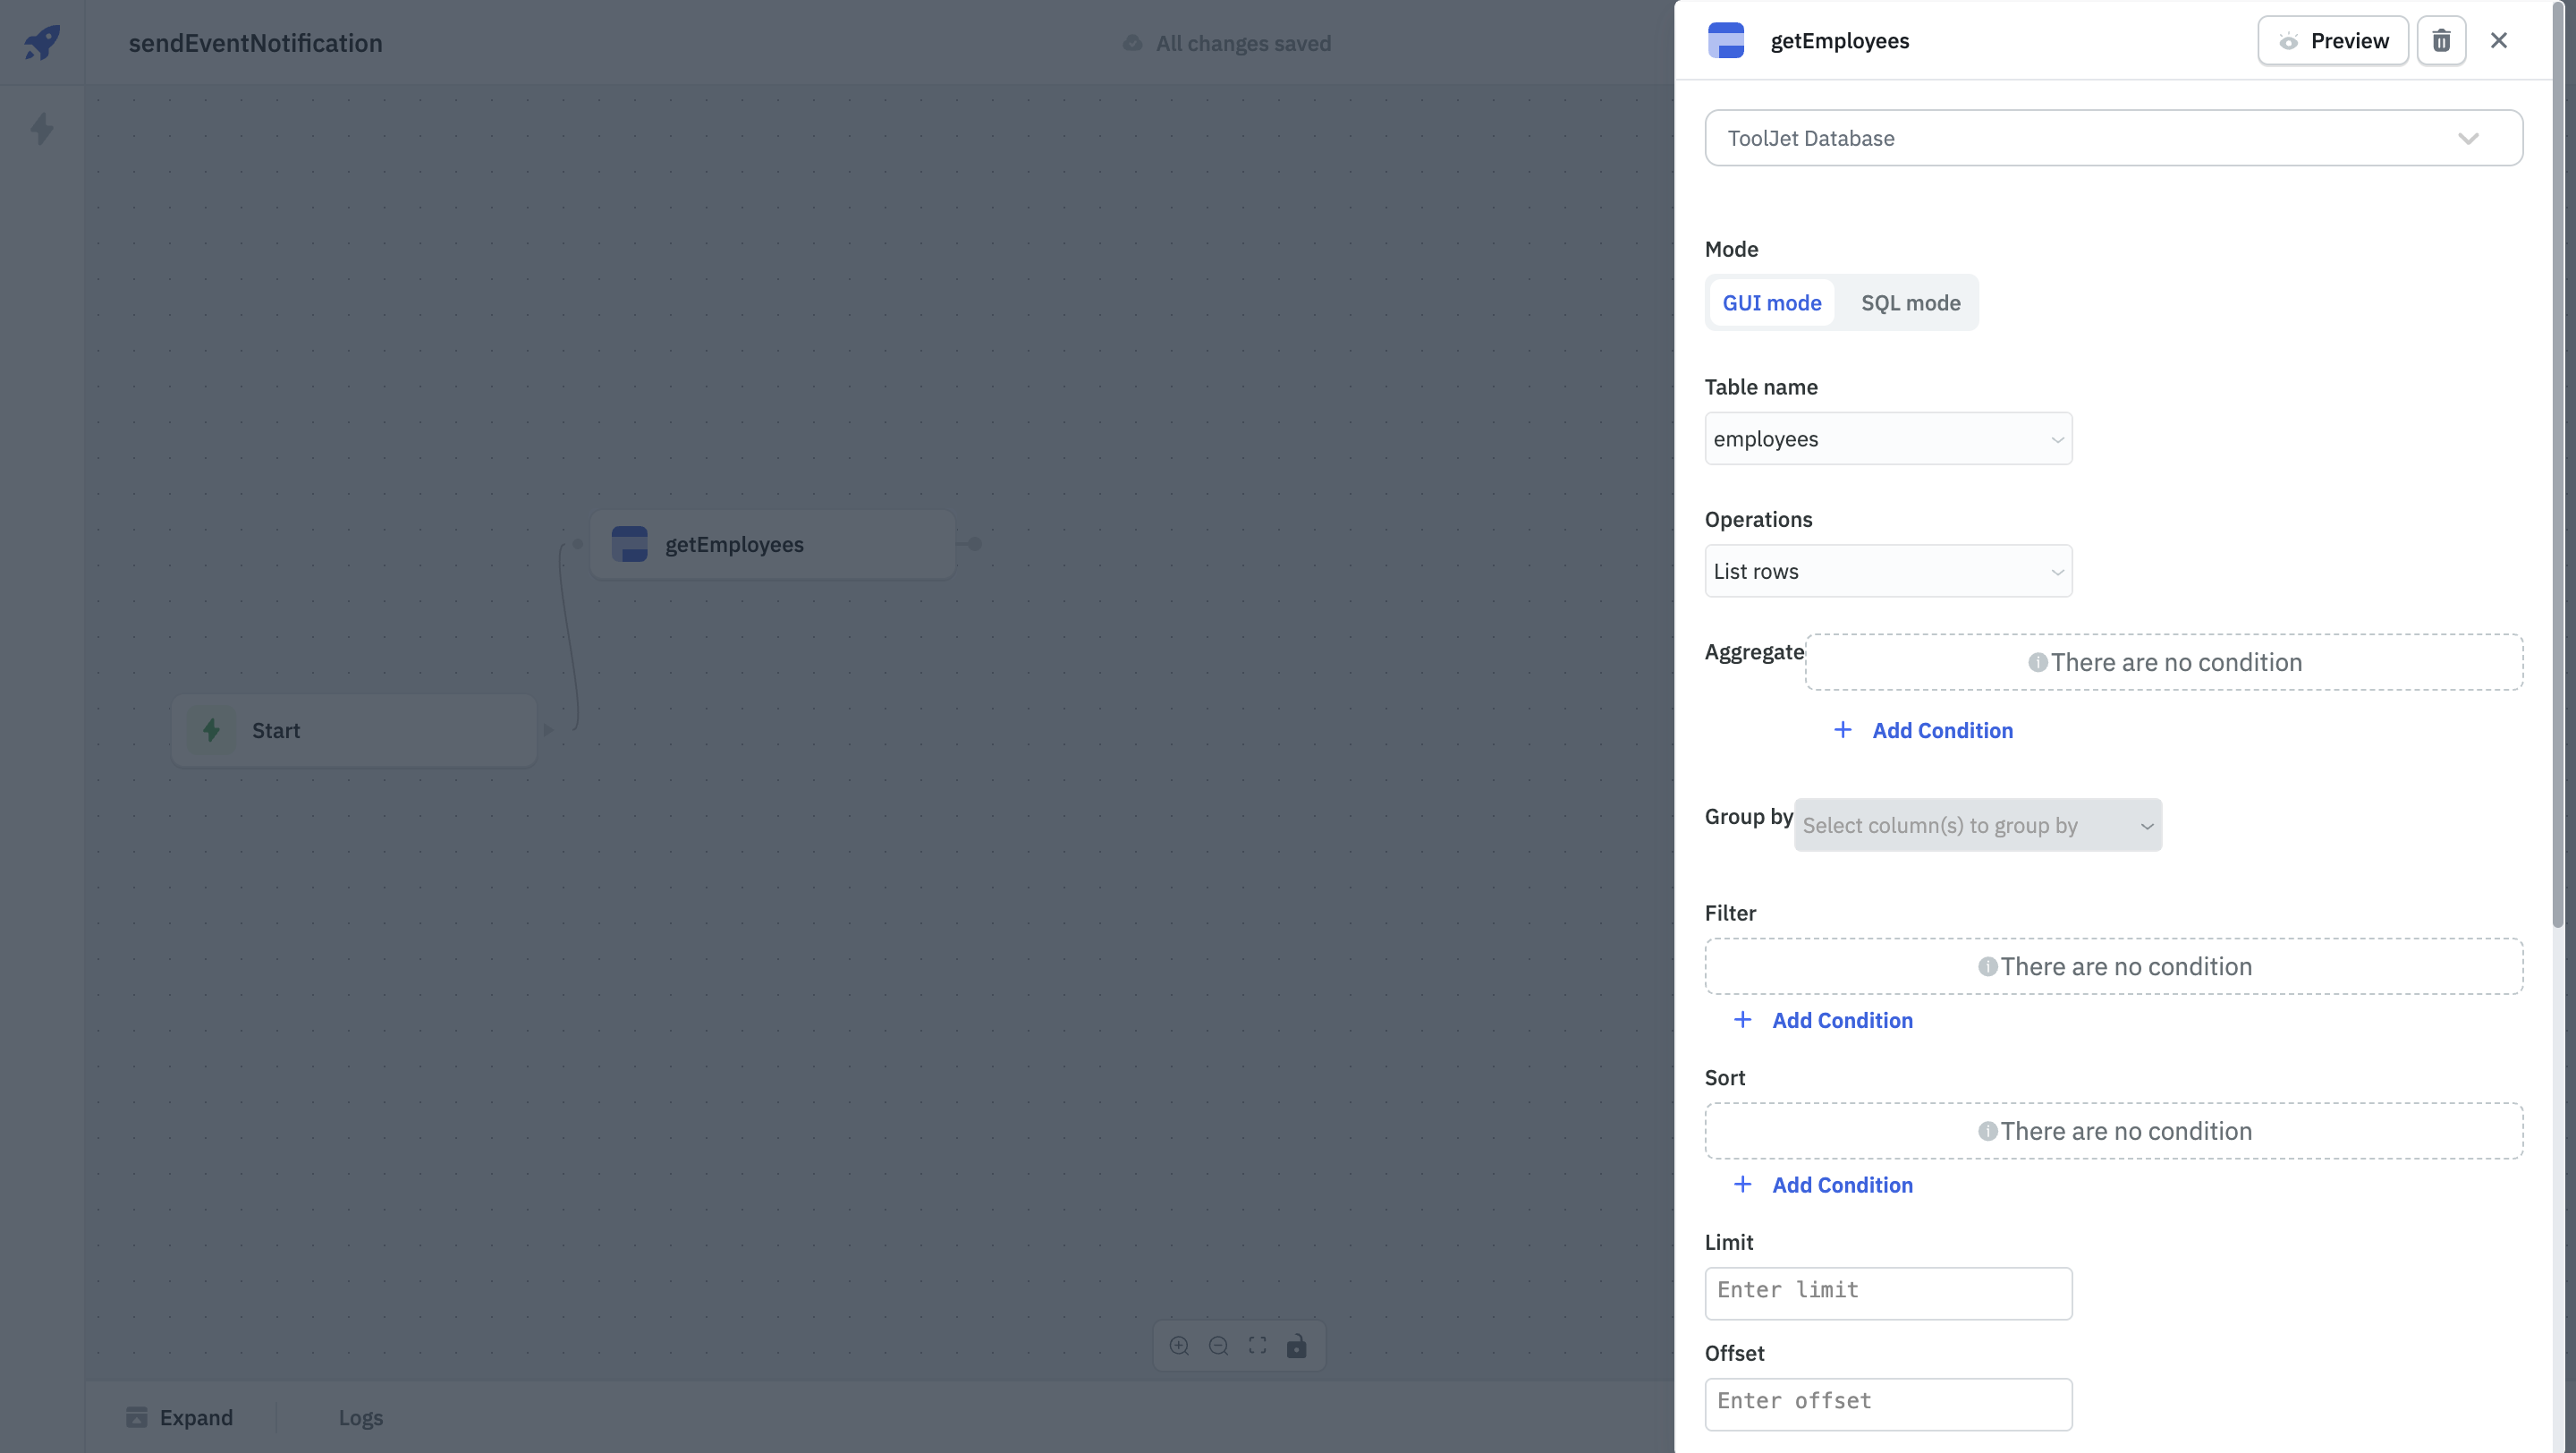 sendEventNotification
All changes saved
getEmployees
Preview
ToolJet Database
Mode
GUI mode
SQL mode
Table name
employees
Operations
List rows
Aggregate
There are no condition
Add Condition
Group by
Select column(s) to group by
Filter
There are no condition
Add Condition
Sort
There are no condition
Add Condition
Limit
Enter limit
Offset
Enter offset
getEmployees
Start
Expand
Logs